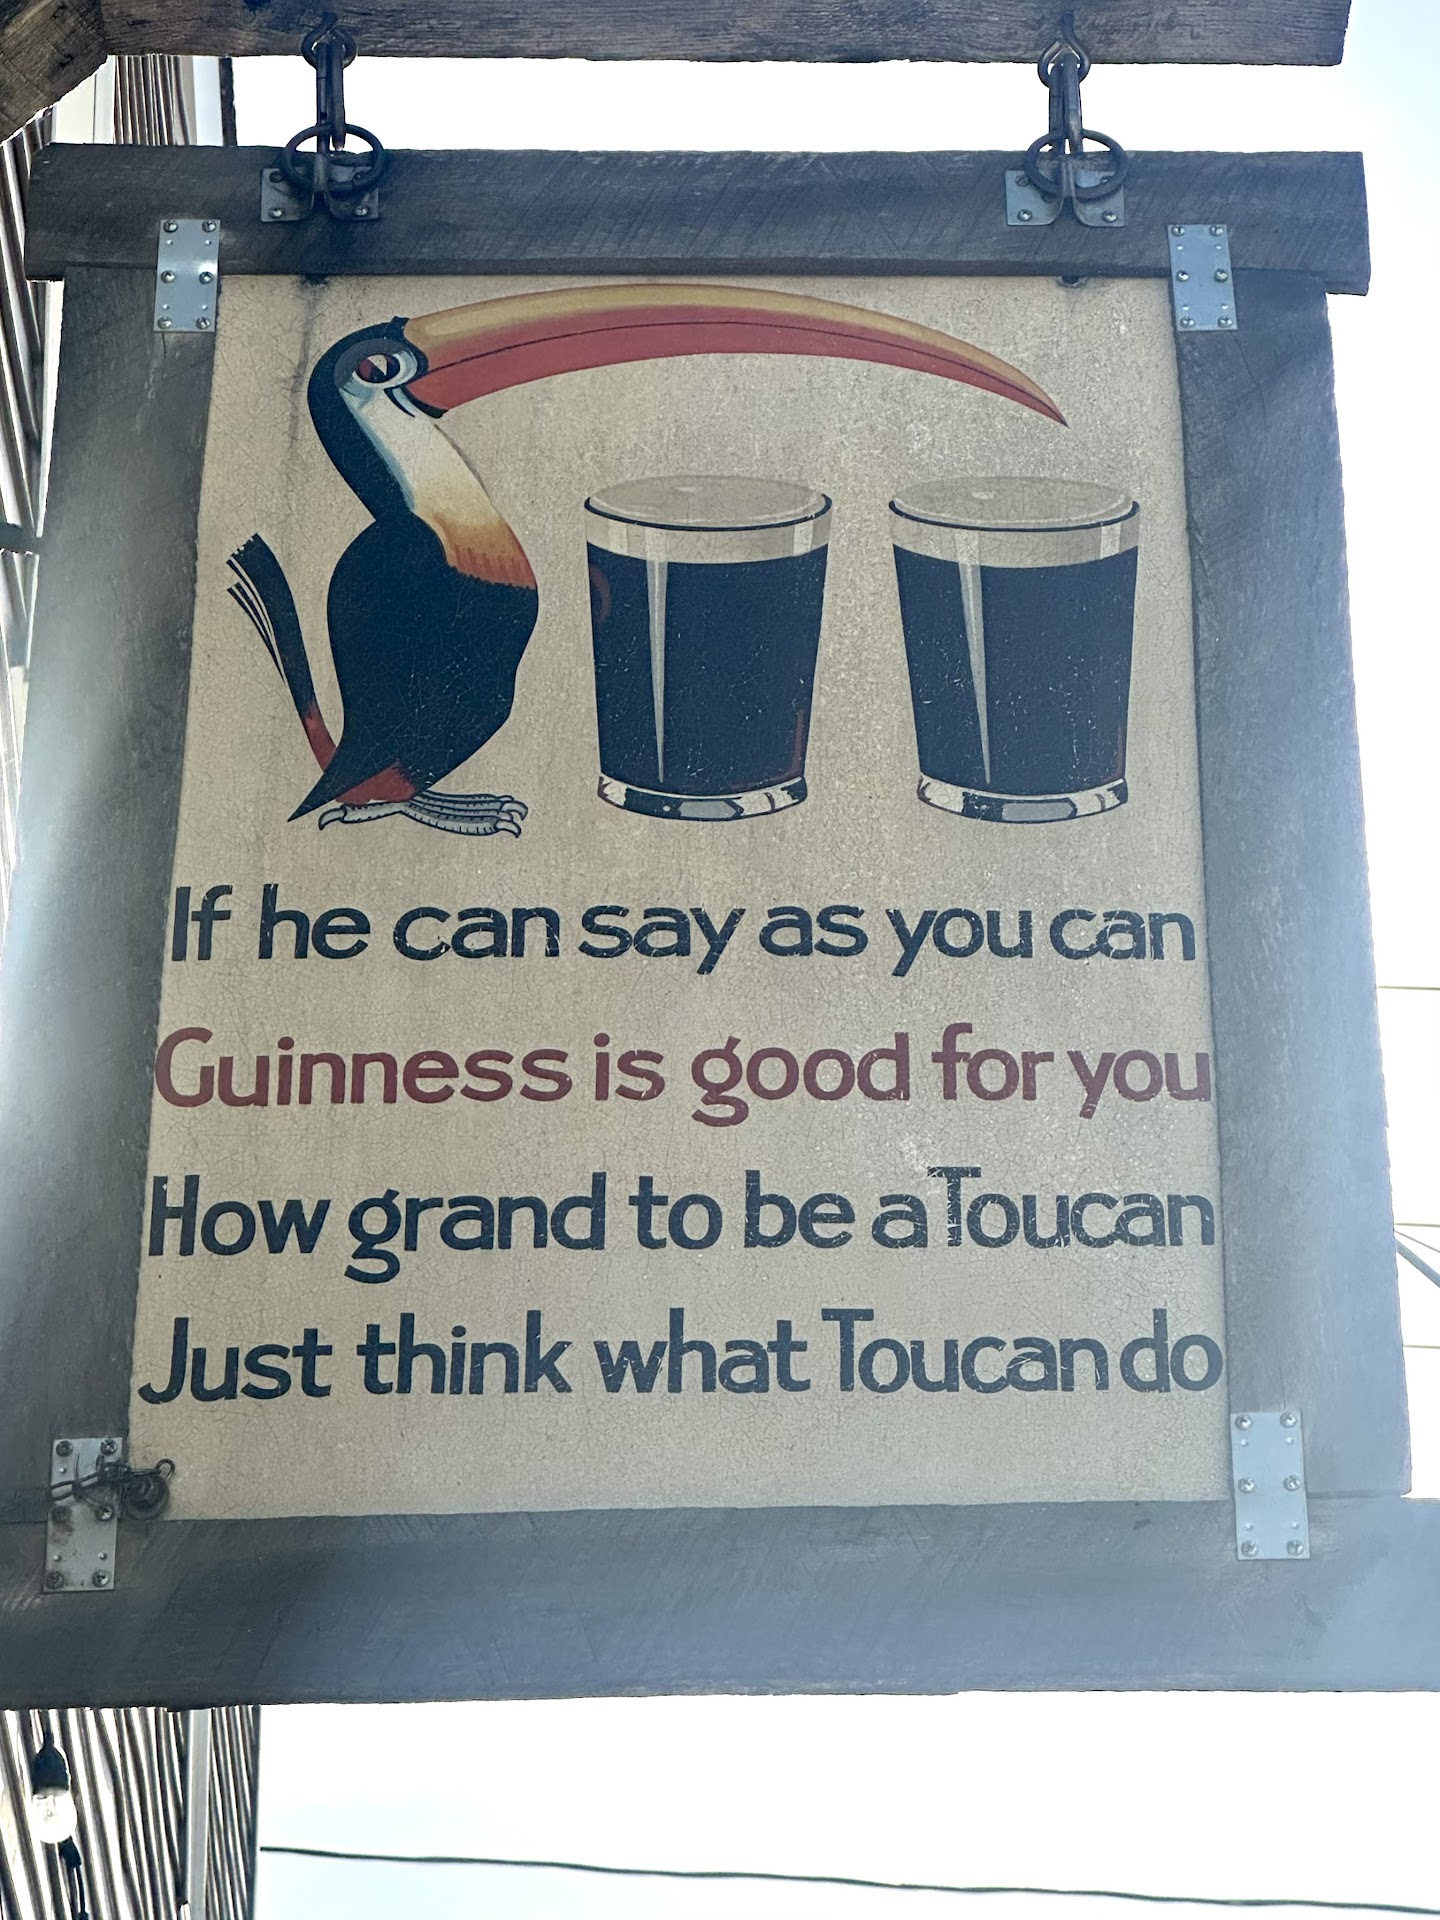 If he can say as you can
Guinness is good for you
How grand to be a Toucan
Just think what Toucan do